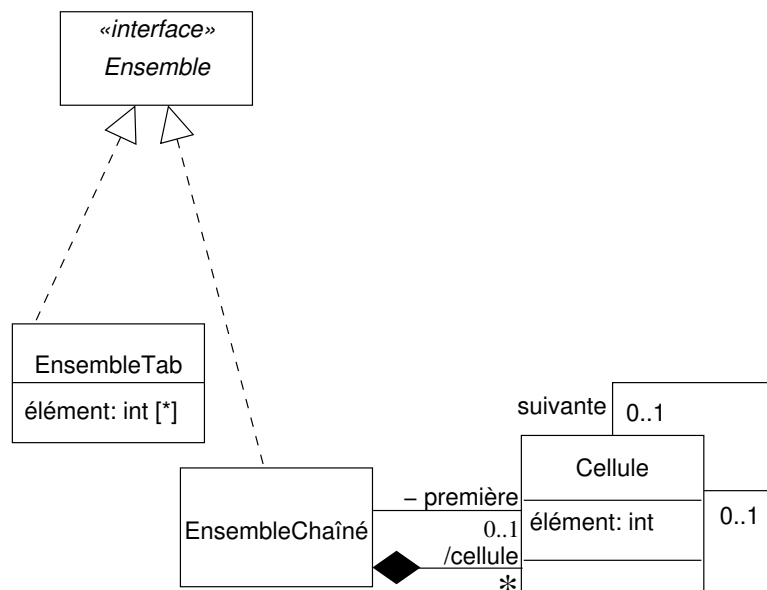 «interface»
Ensemble
EnsembleTab
élément: int [*]
suivante
0..1
Cellule
– première
EnsembleChaîné
0..1
élément: int
0..1
/cellule
*